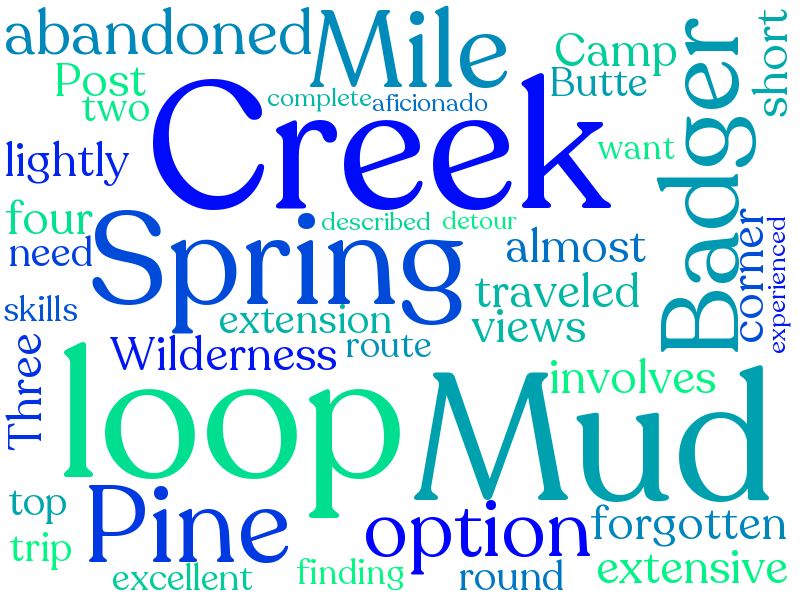 abandoned
Mile
Camp
short
Post
Butte
Badger
two
complete
aficionado
Creek
lightly
want
four
Spring
described
detour
corner
experienced
need
almost
skills
extension
traveled
views
Three
Wilderness
route
loop
Mud
involves
top
Pine
option
forgotten
trip
excellent
finding
round
extensive